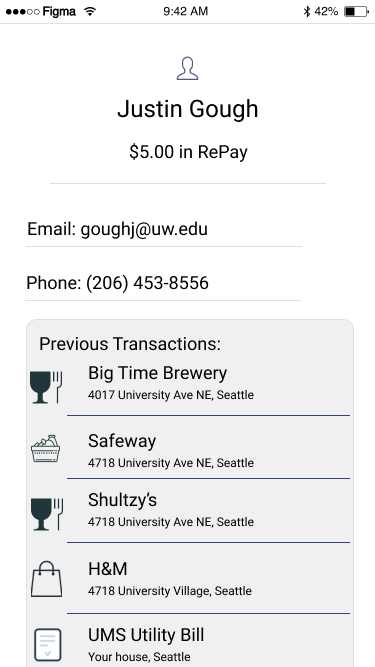 Figma 9:42 AM 42%
Justin Gough
$5.00 in RePay
Email: goughj@uw.edu
Phone: (206) 453-8556
Previous Transactions:
Big Time Brewery
4017 University Ave NE, Seattle
Safeway
4718 University Ave NE, Seattle
Shultzy’s
4718 University Ave NE, Seattle
H&M
4718 University Village, Seattle
UMS Utility Bill
Your house, Seattle